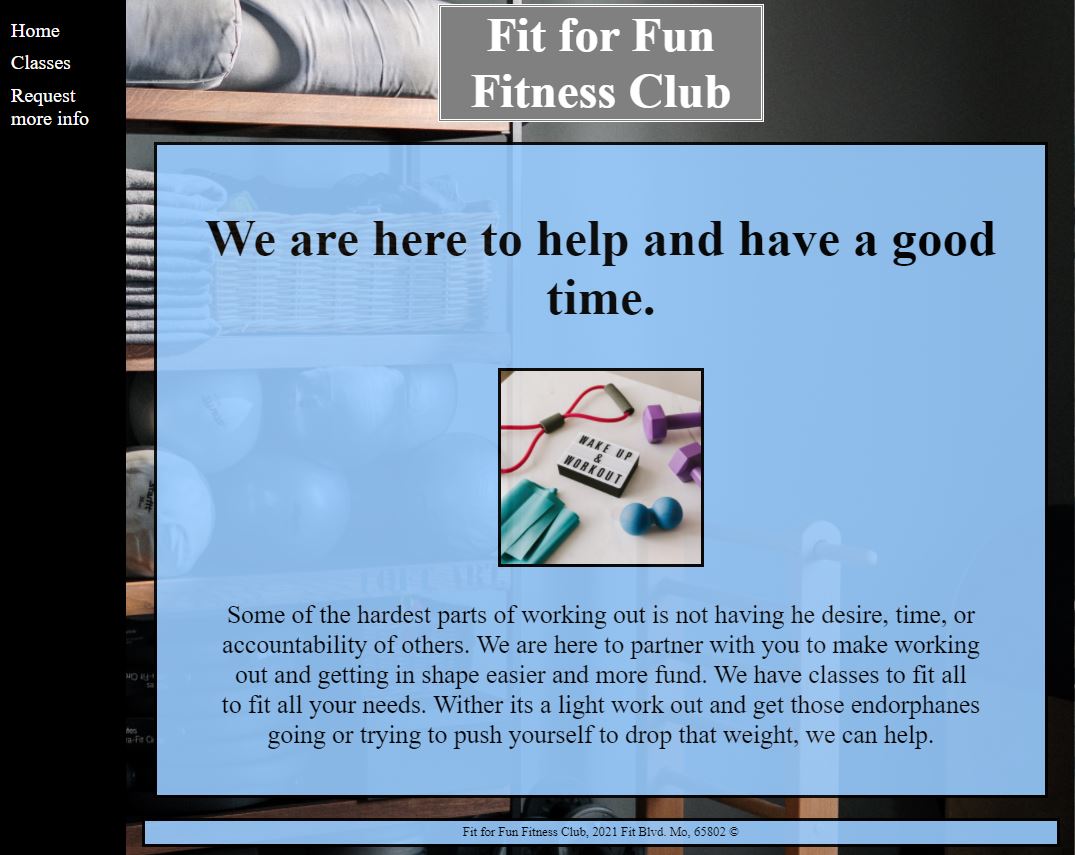 Home
Classes
Request
more info
Fit for Fun
Fitness Club
We are here to help and have a good
time.
WAKE UP
&
WORKOUT
Some of the hardest parts of working out is not having he desire, time, or
accountability of others. We are here to partner with you to make working
out and getting in shape easier and more fund. We have classes to fit all
to fit all your needs. Wither its a light work out and get those endorphanes
going or trying to push yourself to drop that weight, we can help.
Fit for Fun Fitness Club, 2021 Fit Blvd. Mo, 65802 ©